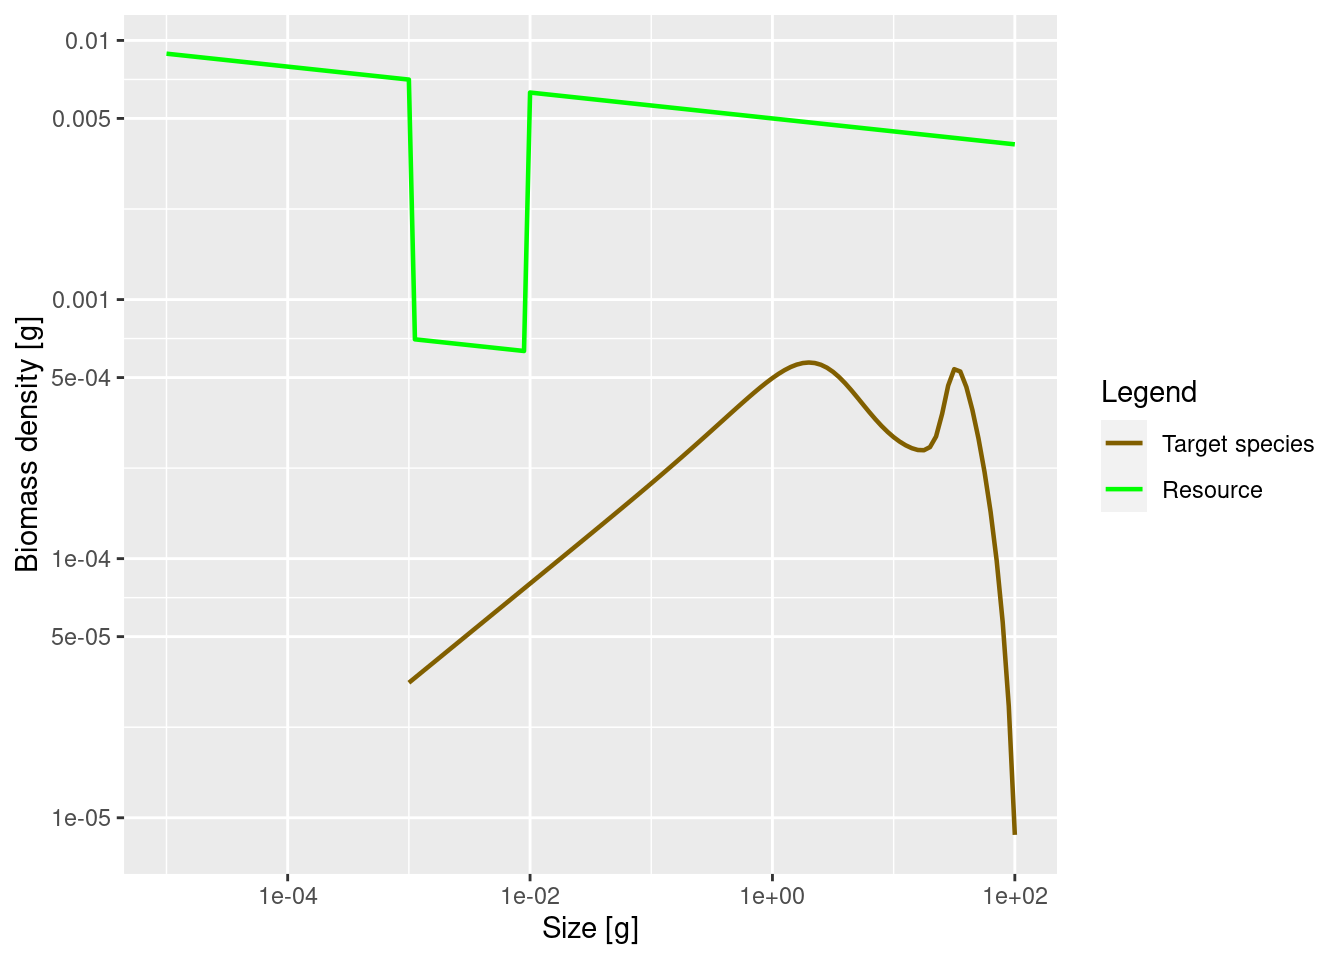 0.01
0.005
0.001
5e-04
1e-04
5e-05
1e-05
Biomass density [g]
1e-04
1e-02
1e+00
1e+02
Size [g]
Legend
Target species
Resource